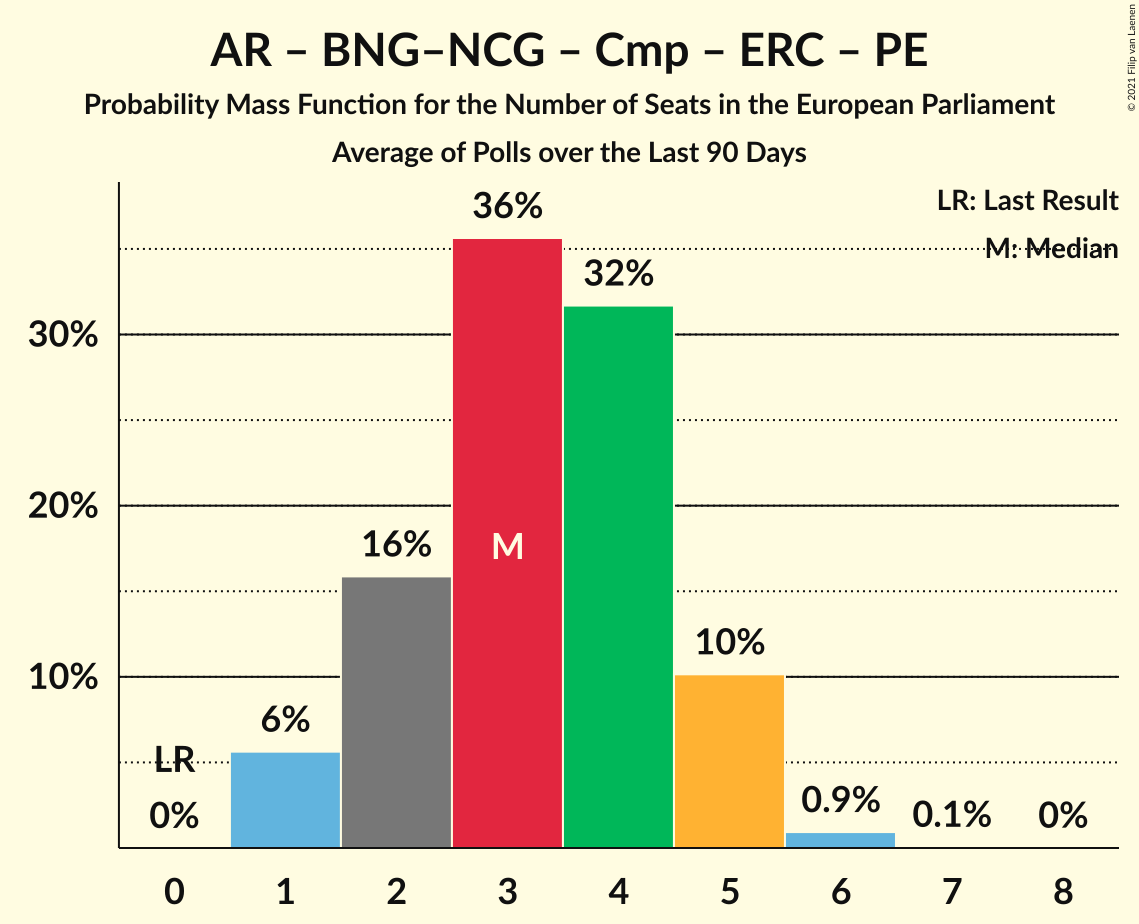 AR – BNG–NCG – Cmp – ERC – PE
Probability Mass Function for the Number of Seats in the European Parliament
Average of Polls over the Last 90 Days
© 2021 Filip van Laenen
LR: Last Result
M: Median
36%
32%
30%
20%
16%
M
10%
10%
6%
LR
0%
0.9%
0.1%
0%
0 1 2 3 4 5 6 7 8